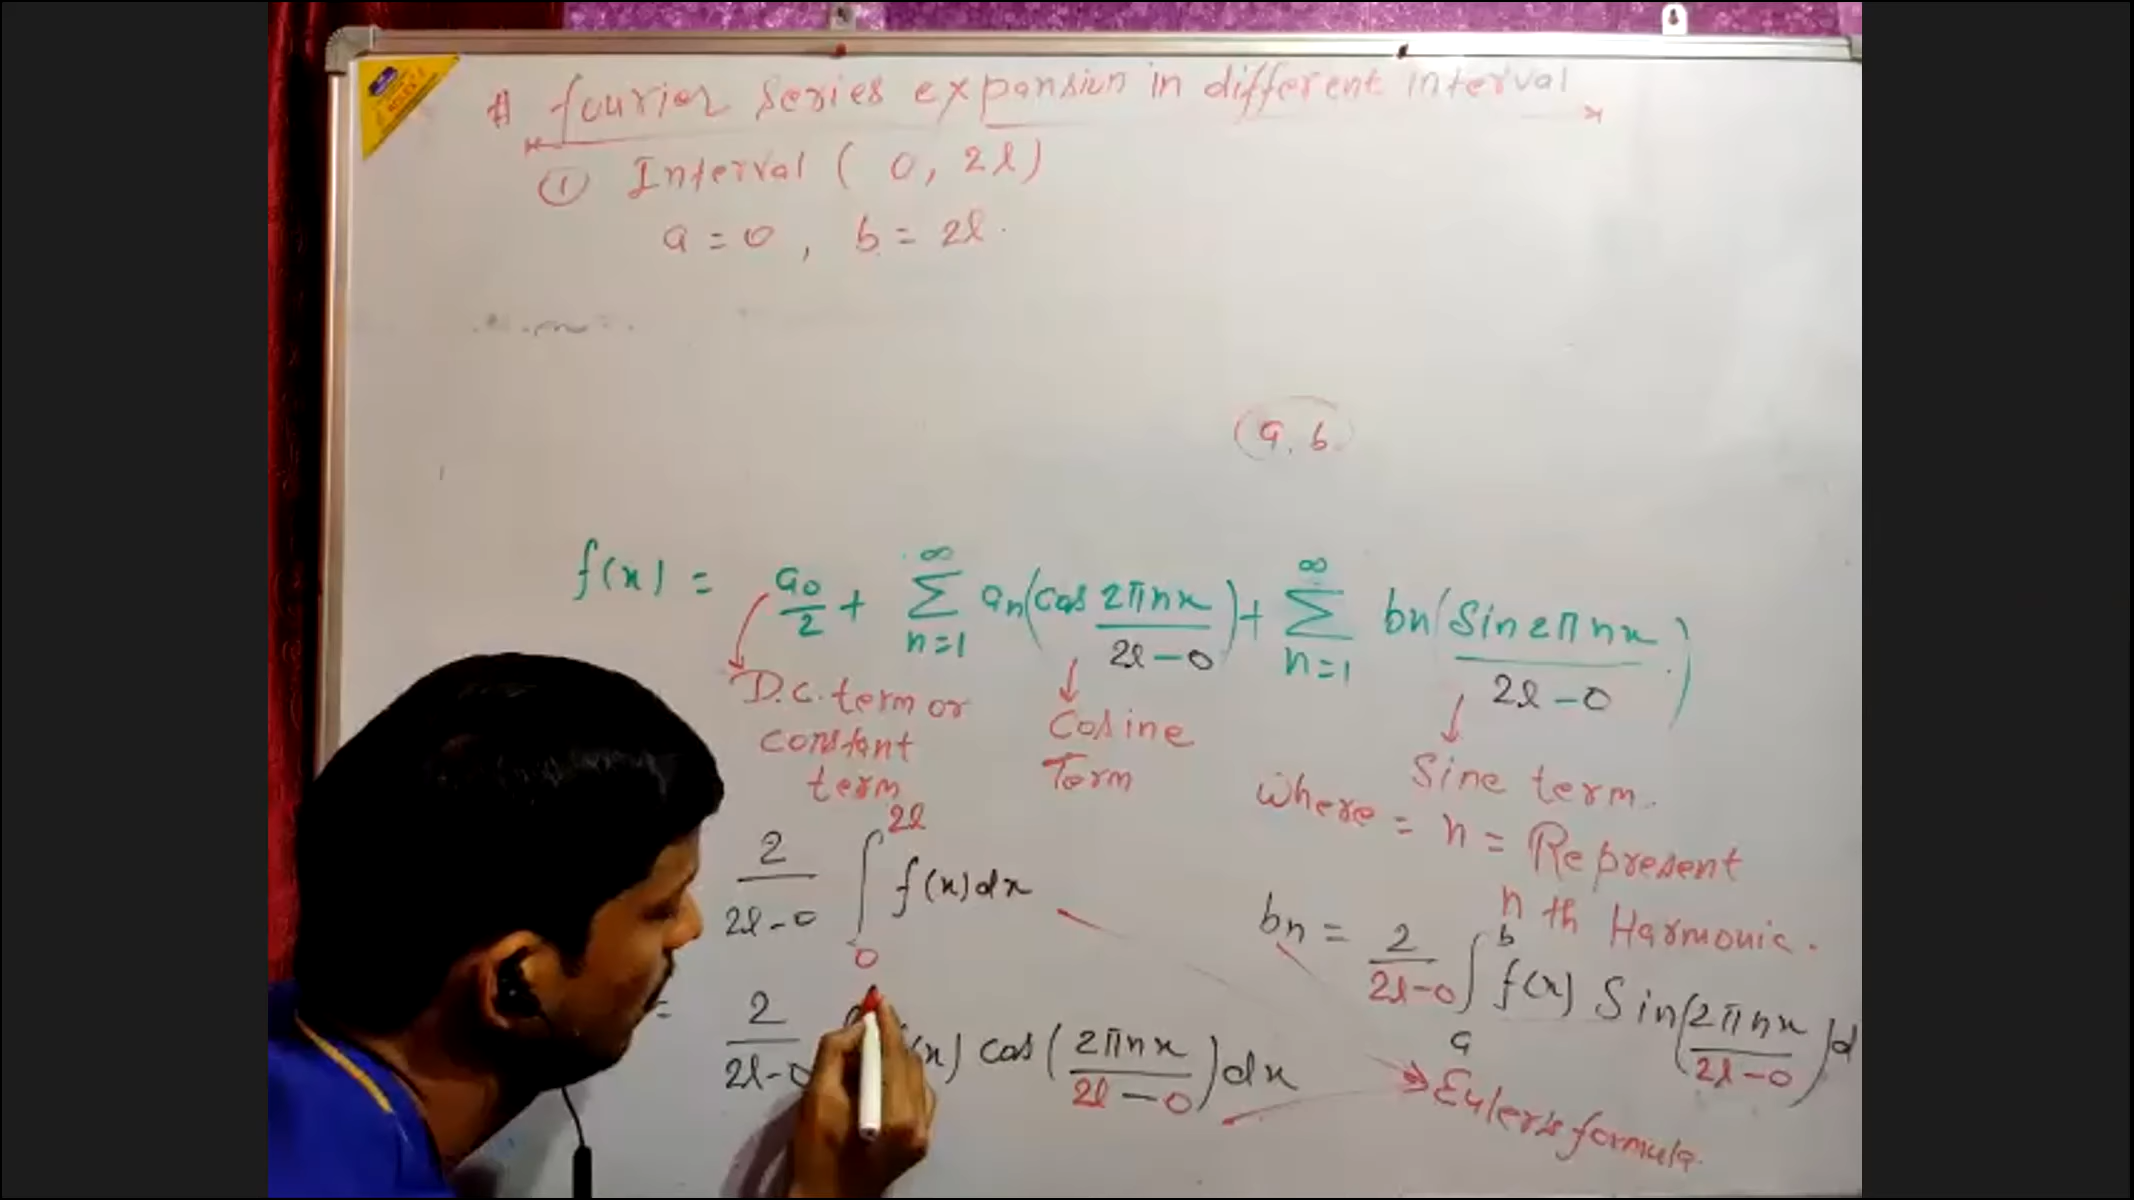 # Fourier Series expansion in different interval
① Interval ( 0, 2l )
a = 0 , b = 2l.
(a, b)
f(x) = a0/2 + ∞ Σ n=1 an(cos 2πnx / 2l-0) + ∞ Σ n=1 bn(Sin 2πnx / 2l-0)
D.C. term or
constant
term
Cosine
Term
Sine term.
where = n = Represent
n th Harmonic.
2 / 2l-0 ∫ 2l 0 f(x)dx
bn = 2 / 2l-0 ∫ b a f(x) Sin(2πnx / 2l-0)d
= 2 / 2l-0 (x) cos(2πnx / 2l-0)dx
Euler's formula.